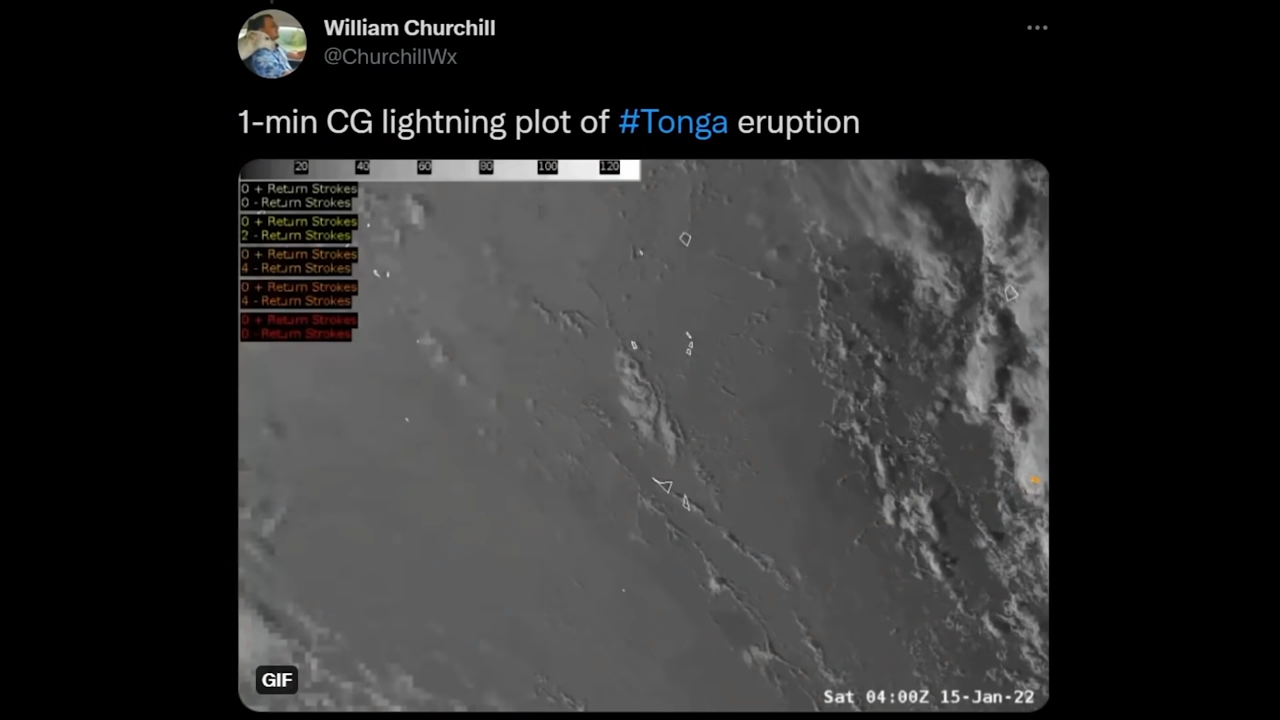 William Churchill
@ChurchillWx
1-min CG lightning plot of #Tonga eruption
20 40 60 80 100 120
0 + Return Strokes
0 - Return Strokes
0 + Return Strokes
2 - Return Strokes
0 + Return Strokes
4 - Return Strokes
0 + Return Strokes
4 - Return Strokes
0 + Return Strokes
0 - Return Strokes
GIF
Sat 04:00Z 15-Jan-22